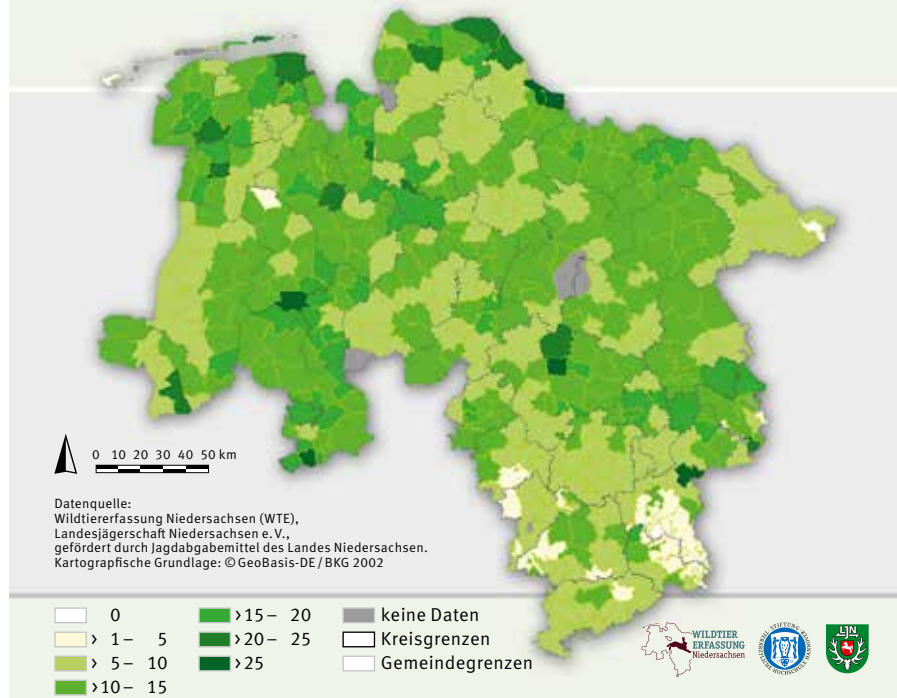 0 10 20 30 40 50 km
Datenquelle:
Wildtiererfassung Niedersachsen (WTE),
Landesjägerschaft Niedersachsen e. V.,
gefördert durch Jagdabgabemittel des Landes Niedersachsen.
Kartografische Grundlage: © GeoBasis-DE / BKG 2002
0
> 1 – 5
> 5 – 10
>10 – 15
>15 – 20
>20 – 25
>25
keine Daten
Kreisgrenzen
Gemeindegrenzen
WILDTIER
ERFASSUNG
Niedersachsen
LJN